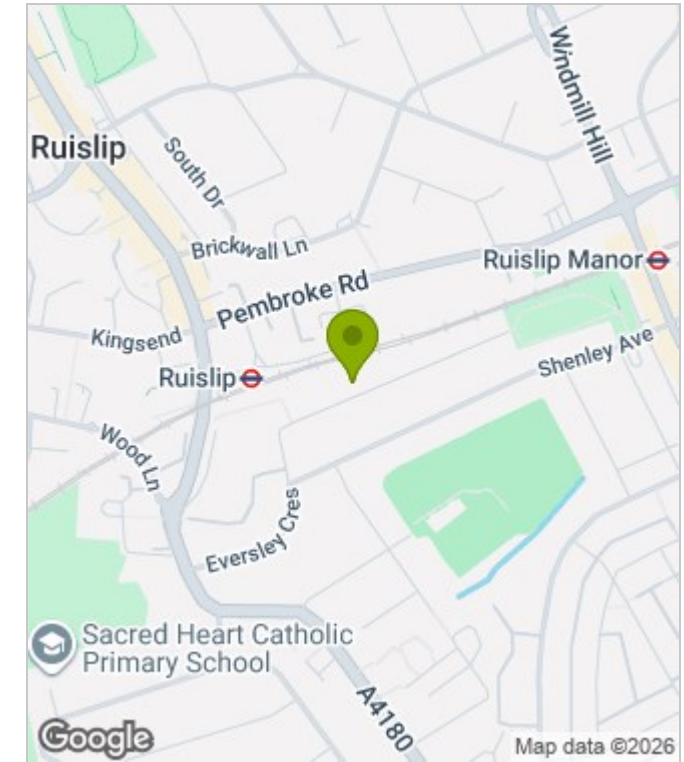 Windmill Hill
Ruislip
South Dr
Brickwall Ln
Ruislip Manor
Pembroke Rd
Kingsend
Shenley Ave
Ruislip
Wood Ln
Eversley Cres
Sacred Heart Catholic
Primary School
A4180
Google
Map data ©2026